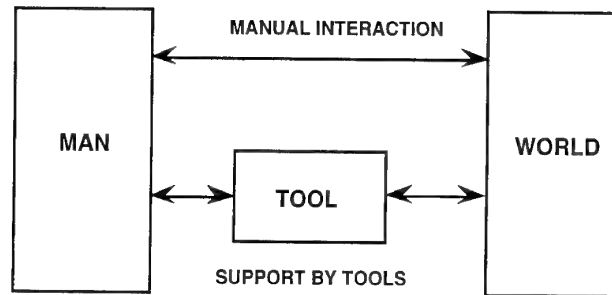 MANUAL INTERACTION
MAN
WORLD
TOOL
SUPPORT BY TOOLS